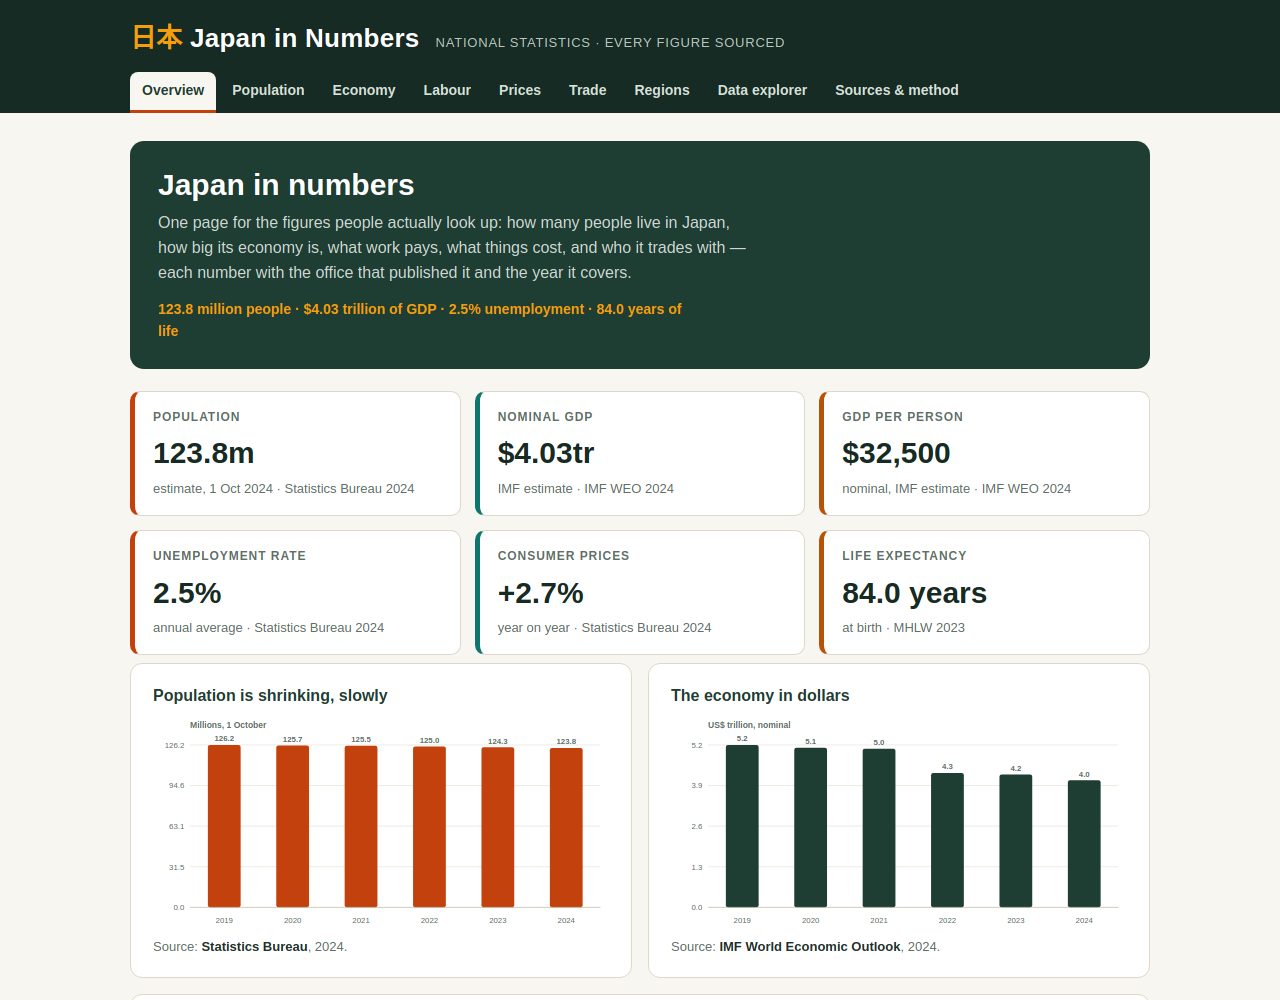 日本 Japan in Numbers NATIONAL STATISTICS · EVERY FIGURE SOURCED
Overview Population Economy Labour Prices Trade Regions Data explorer Sources & method
Japan in numbers
One page for the figures people actually look up: how many people live in Japan,
how big its economy is, what work pays, what things cost, and who it trades with —
each number with the office that published it and the year it covers.
123.8 million people · $4.03 trillion of GDP · 2.5% unemployment · 84.0 years of
life
POPULATION
123.8m
estimate, 1 Oct 2024 · Statistics Bureau 2024
NOMINAL GDP
$4.03tr
IMF estimate · IMF WEO 2024
GDP PER PERSON
$32,500
nominal, IMF estimate · IMF WEO 2024
UNEMPLOYMENT RATE
2.5%
annual average · Statistics Bureau 2024
CONSUMER PRICES
+2.7%
year on year · Statistics Bureau 2024
LIFE EXPECTANCY
84.0 years
at birth · MHLW 2023
Population is shrinking, slowly
Millions, 1 October
126.2 125.7 125.5 125.0 124.3 123.8
126.2
94.6
63.1
31.5
0.0
2019 2020 2021 2022 2023 2024
Source: Statistics Bureau, 2024.
The economy in dollars
US$ trillion, nominal
5.2 5.1 5.0 4.3 4.2 4.0
5.2
3.9
2.6
1.3
0.0
2019 2020 2021 2022 2023 2024
Source: IMF World Economic Outlook, 2024.